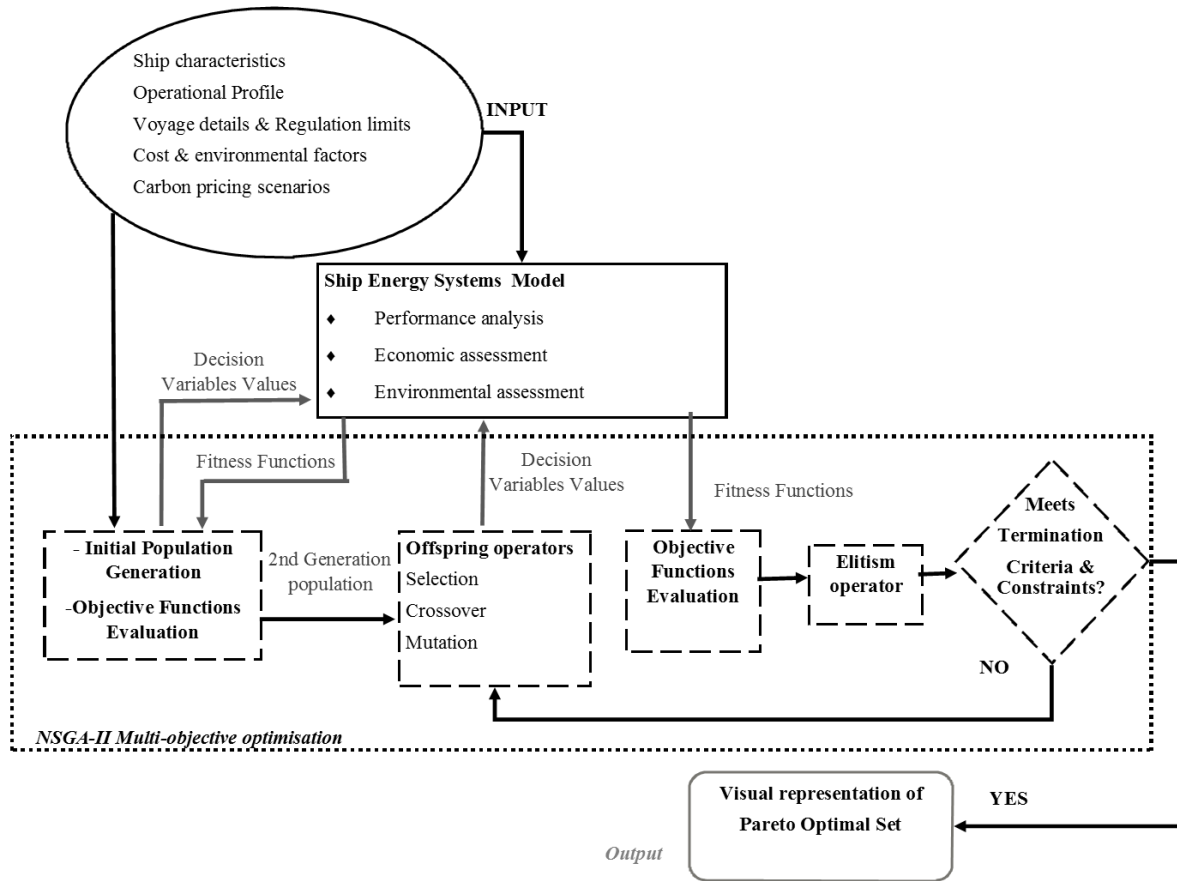 Ship characteristics
Operational Profile
Voyage details & Regulation limits
Cost & environmental factors
Carbon pricing scenarios
INPUT
Ship Energy Systems Model
♦ Performance analysis
♦ Economic assessment
♦ Environmental assessment
Decision
Variables Values
Fitness Functions
Decision
Variables Values
Fitness Functions
- Initial Population
Generation
-Objective Functions
Evaluation
2nd Generation
population
Offspring operators
Selection
Crossover
Mutation
Objective
Functions
Evaluation
Elitism
operator
Meets
Termination
Criteria &
Constraints?
NO
NSGA-II Multi-objective optimisation
Visual representation of
Pareto Optimal Set
YES
Output